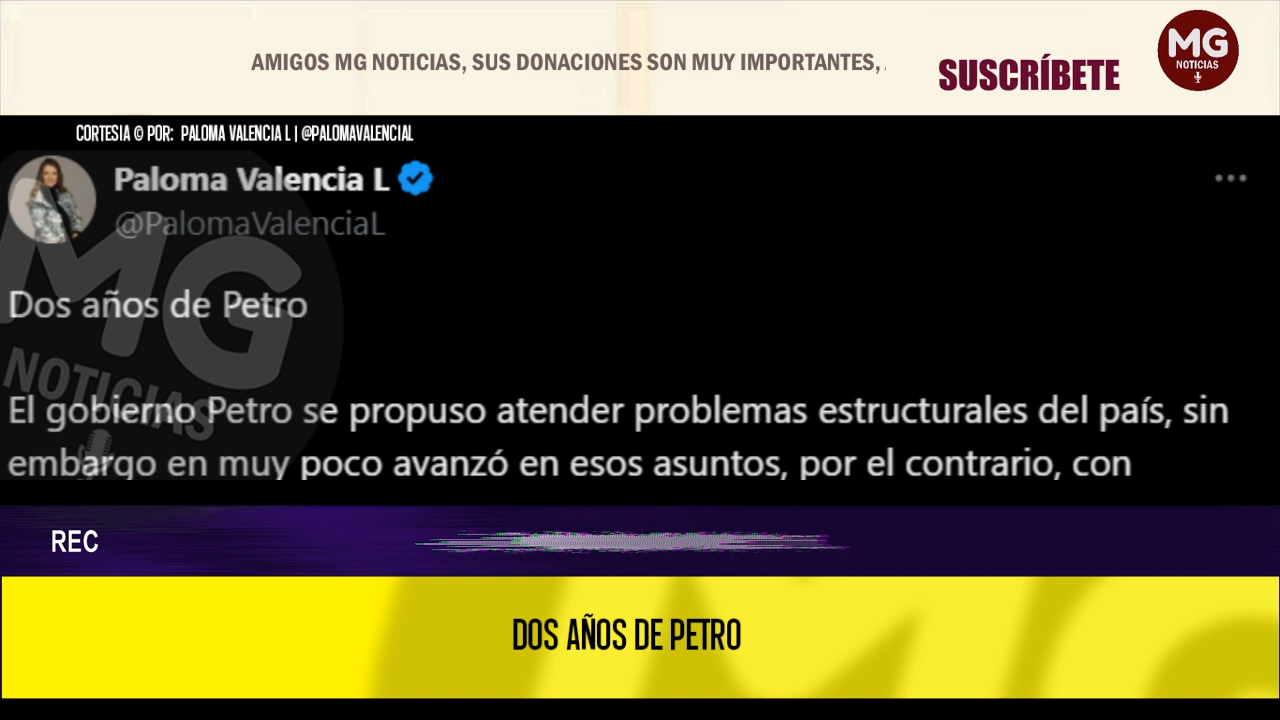 AMIGOS MG NOTICIAS, SUS DONACIONES SON MUY IMPORTANTES,
SUSCRÍBETE
MG
NOTICIAS
CORTESIA © POR: PALOMA VALENCIA L | @PALOMAVALENCIAL
Paloma Valencia L
@PalomaValenciaL
Dos años de Petro
MG
NOTICIAS
El gobierno Petro se propuso atender problemas estructurales del país, sin
embargo en muy poco avanzó en esos asuntos, por el contrario, con
REC
DOS AÑOS DE PETRO